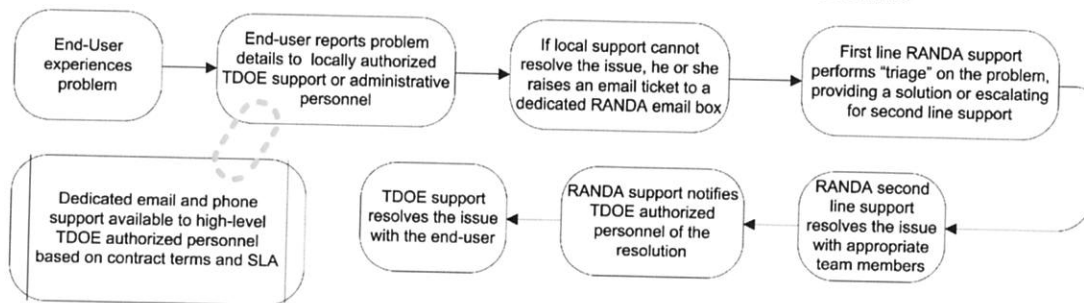 End-User
experiences
problem
End-user reports problem
details to locally authorized
TDOE support or administrative
personnel
If local support cannot
resolve the issue, he or she
raises an email ticket to a
dedicated RANDA email box
First line RANDA support
performs "triage" on the problem,
providing a solution or escalating
for second line support
RANDA second
line support
resolves the issue
with appropriate
team members
RANDA support notifies
TDOE authorized
personnel of the
resolution
TDOE support
resolves the issue
with the end-user
Dedicated email and phone
support available to high-level
TDOE authorized personnel
based on contract terms and SLA